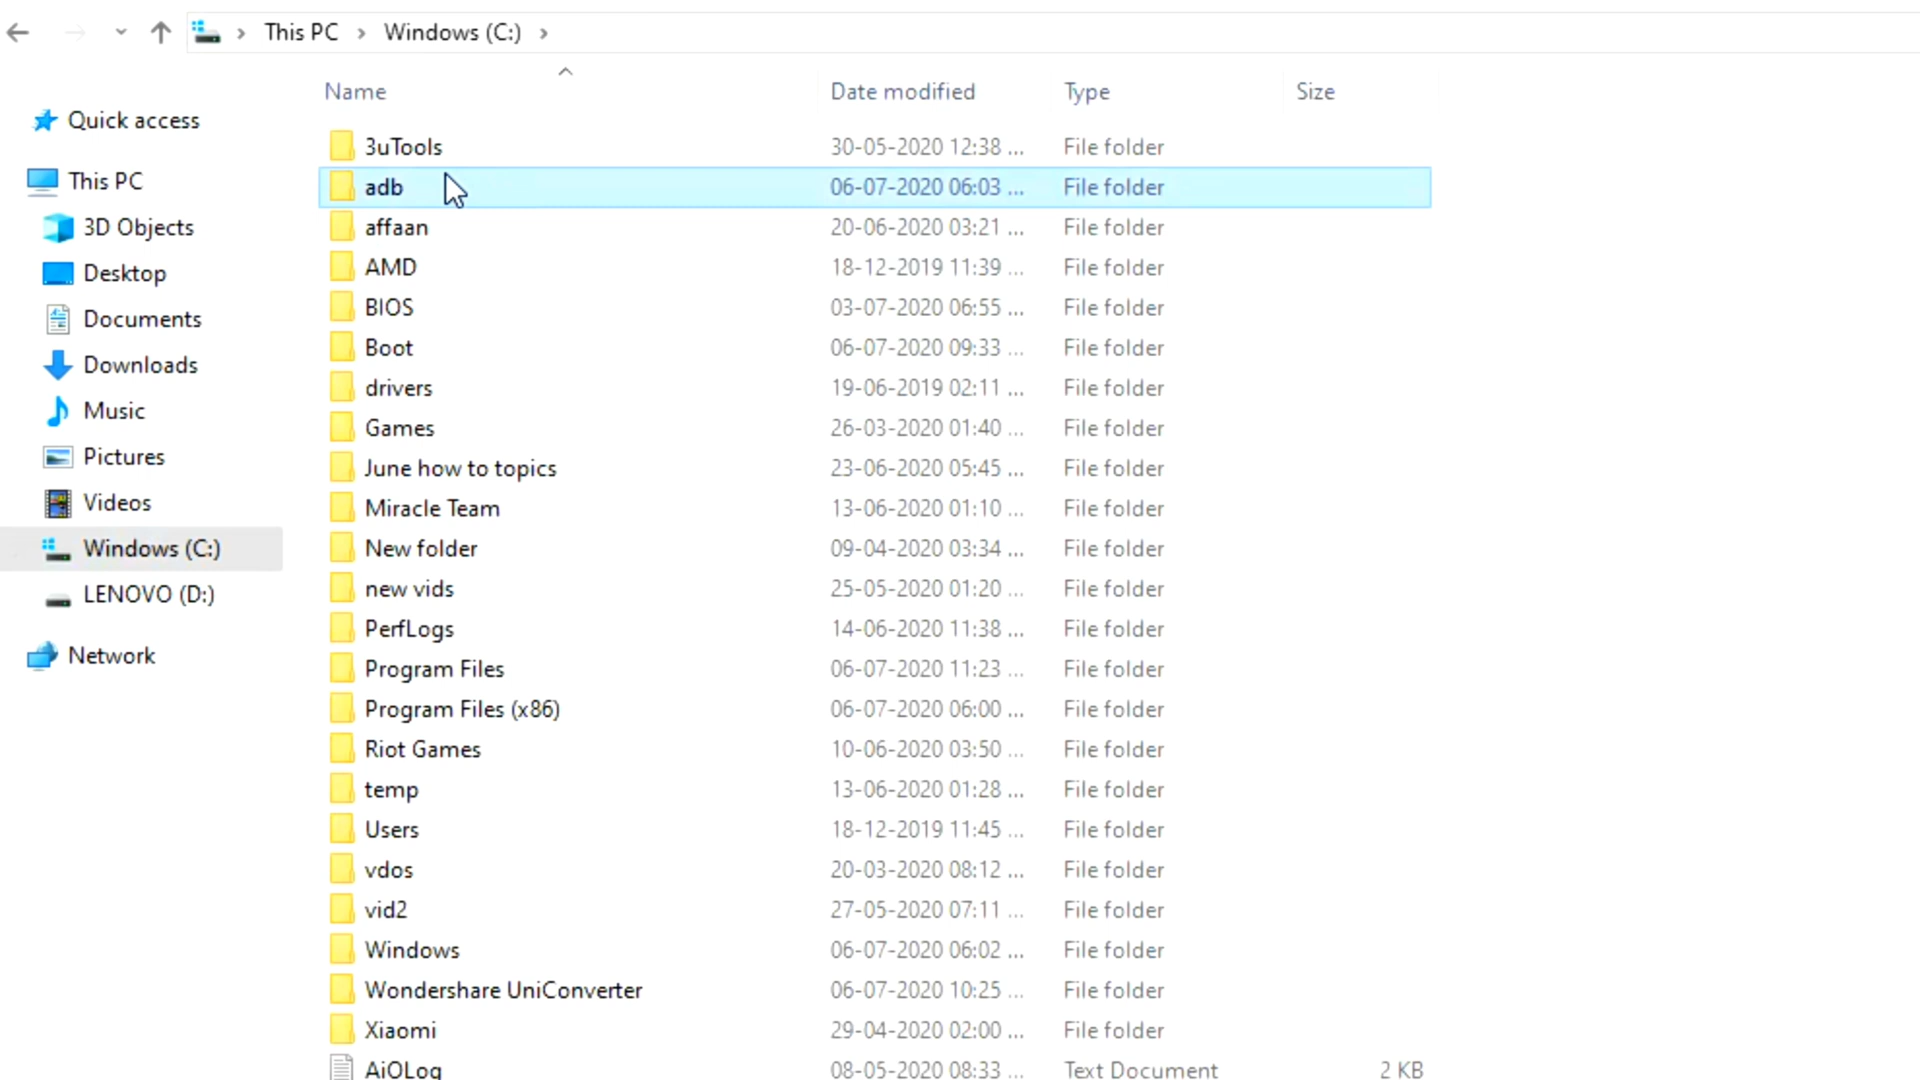 This PC > Windows (C:) >
Name Date modified Type Size
Quick access
This PC
3D Objects
Desktop
Documents
Downloads
Music
Pictures
Videos
Windows (C:)
LENOVO (D:)
Network
3uTools 30-05-2020 12:38 ... File folder
adb 06-07-2020 06:03 ... File folder
affaan 20-06-2020 03:21 ... File folder
AMD 18-12-2019 11:39 ... File folder
BIOS 03-07-2020 06:55 ... File folder
Boot 06-07-2020 09:33 ... File folder
drivers 19-06-2019 02:11 ... File folder
Games 26-03-2020 01:40 ... File folder
June how to topics 23-06-2020 05:45 ... File folder
Miracle Team 13-06-2020 01:10 ... File folder
New folder 09-04-2020 03:34 ... File folder
new vids 25-05-2020 01:20 ... File folder
PerfLogs 14-06-2020 11:38 ... File folder
Program Files 06-07-2020 11:23 ... File folder
Program Files (x86) 06-07-2020 06:00 ... File folder
Riot Games 10-06-2020 03:50 ... File folder
temp 13-06-2020 01:28 ... File folder
Users 18-12-2019 11:45 ... File folder
vdos 20-03-2020 08:12 ... File folder
vid2 27-05-2020 07:11 ... File folder
Windows 06-07-2020 06:02 ... File folder
Wondershare UniConverter 06-07-2020 10:25 ... File folder
Xiaomi 29-04-2020 02:00 ... File folder
AiOLog 08-05-2020 08:33 ... Text Document 2 KB